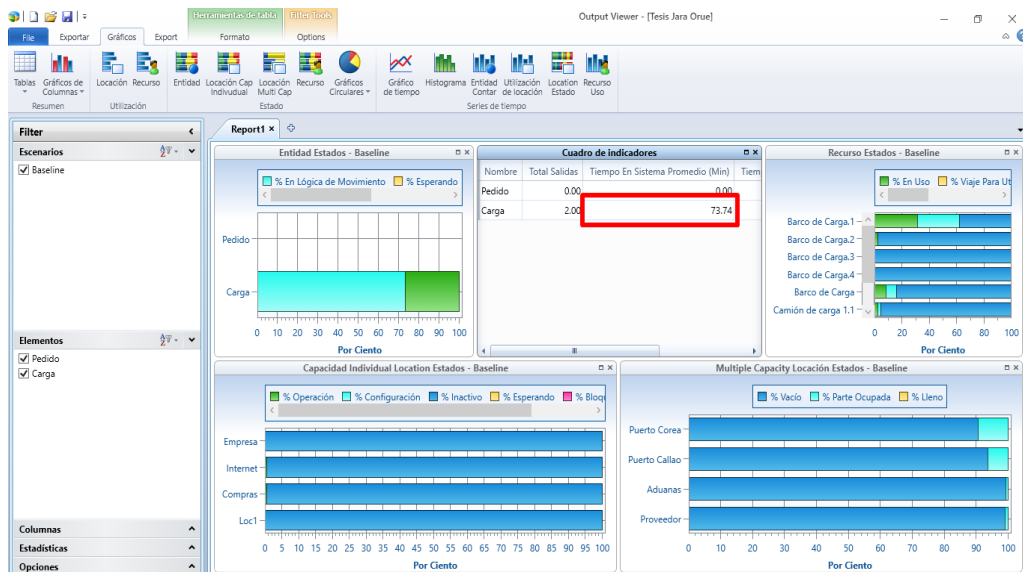 Herramientas de tabla Filter Tools
Output Viewer - [Tesis Jara Orue]
File Exportar Gráficos Export Formato Options
Tablas
Gráficos de Columnas
Locación
Recurso
Entidad
Locación Cap Indivudual
Locación Multi Cap
Recurso
Gráficos Circulares
Gráfico de tiempo
Histograma
Entidad Contar
Utilización de locación
Location Estado
Recurso Uso
Resumen Utilización Estado Series de tiempo
Filter
Escenarios
Baseline
Elementos
Pedido
Carga
Columnas
Estadísticas
Opciones
Report1 ×
Entidad Estados - Baseline
% En Lógica de Movimiento % Esperando
Pedido
Carga
0 10 20 30 40 50 60 70 80 90 100
Por Ciento
Cuadro de indicadores
Nombre Total Salidas Tiempo En Sistema Promedio (Min) Tiem
Pedido 0.00 0.00
Carga 2.00 73.74
Recurso Estados - Baseline
% En Uso % Viaje Para Ut
Barco de Carga.1
Barco de Carga.2
Barco de Carga.3
Barco de Carga.4
Barco de Carga
Camión de carga 1.1
0 20 40 60 80 100
Por Ciento
Capacidad Individual Location Estados - Baseline
% Operación % Configuración % Inactivo % Esperando % Bloqu
Empresa
Internet
Compras
Loc1
0 5 10 15 20 25 30 35 40 45 50 55 60 65 70 75 80 85 90 95 100
Por Ciento
Multiple Capacity Locación Estados - Baseline
% Vacío % Parte Ocupada % Lleno
Puerto Corea
Puerto Callao
Aduanas
Proveedor
0 10 20 30 40 50 60 70 80 90 100
Por Ciento